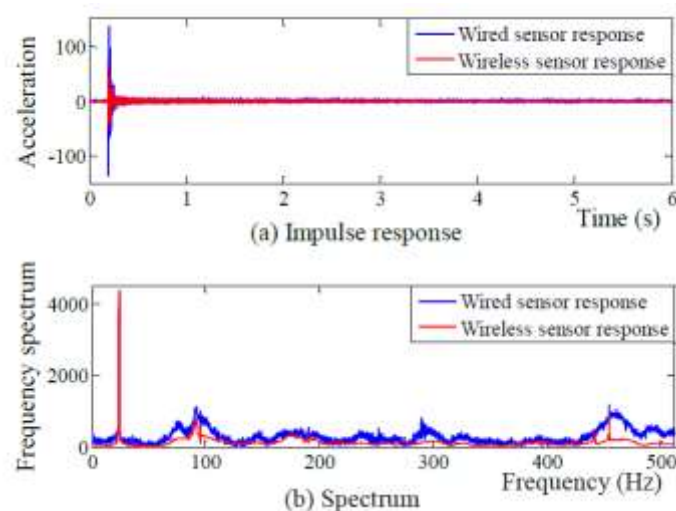 100
0
-100
Acceleration
Wired sensor response
Wireless sensor response
0 1 2 3 4 5 6
Time (s)
(a) Impulse response
4000
2000
0
Frequency spectrum
Wired sensor response
Wireless sensor response
0 100 200 300 400 500
Frequency (Hz)
(b) Spectrum